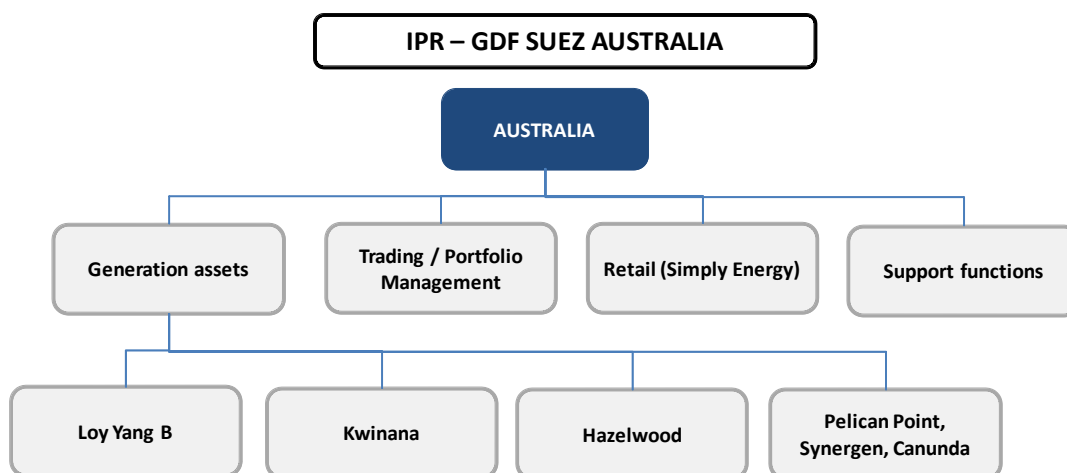 IPR – GDF SUEZ AUSTRALIA
AUSTRALIA
Generation assets
Trading / Portfolio
Management
Retail (Simply Energy)
Support functions
Loy Yang B
Kwinana
Hazelwood
Pelican Point,
Synergen, Canunda